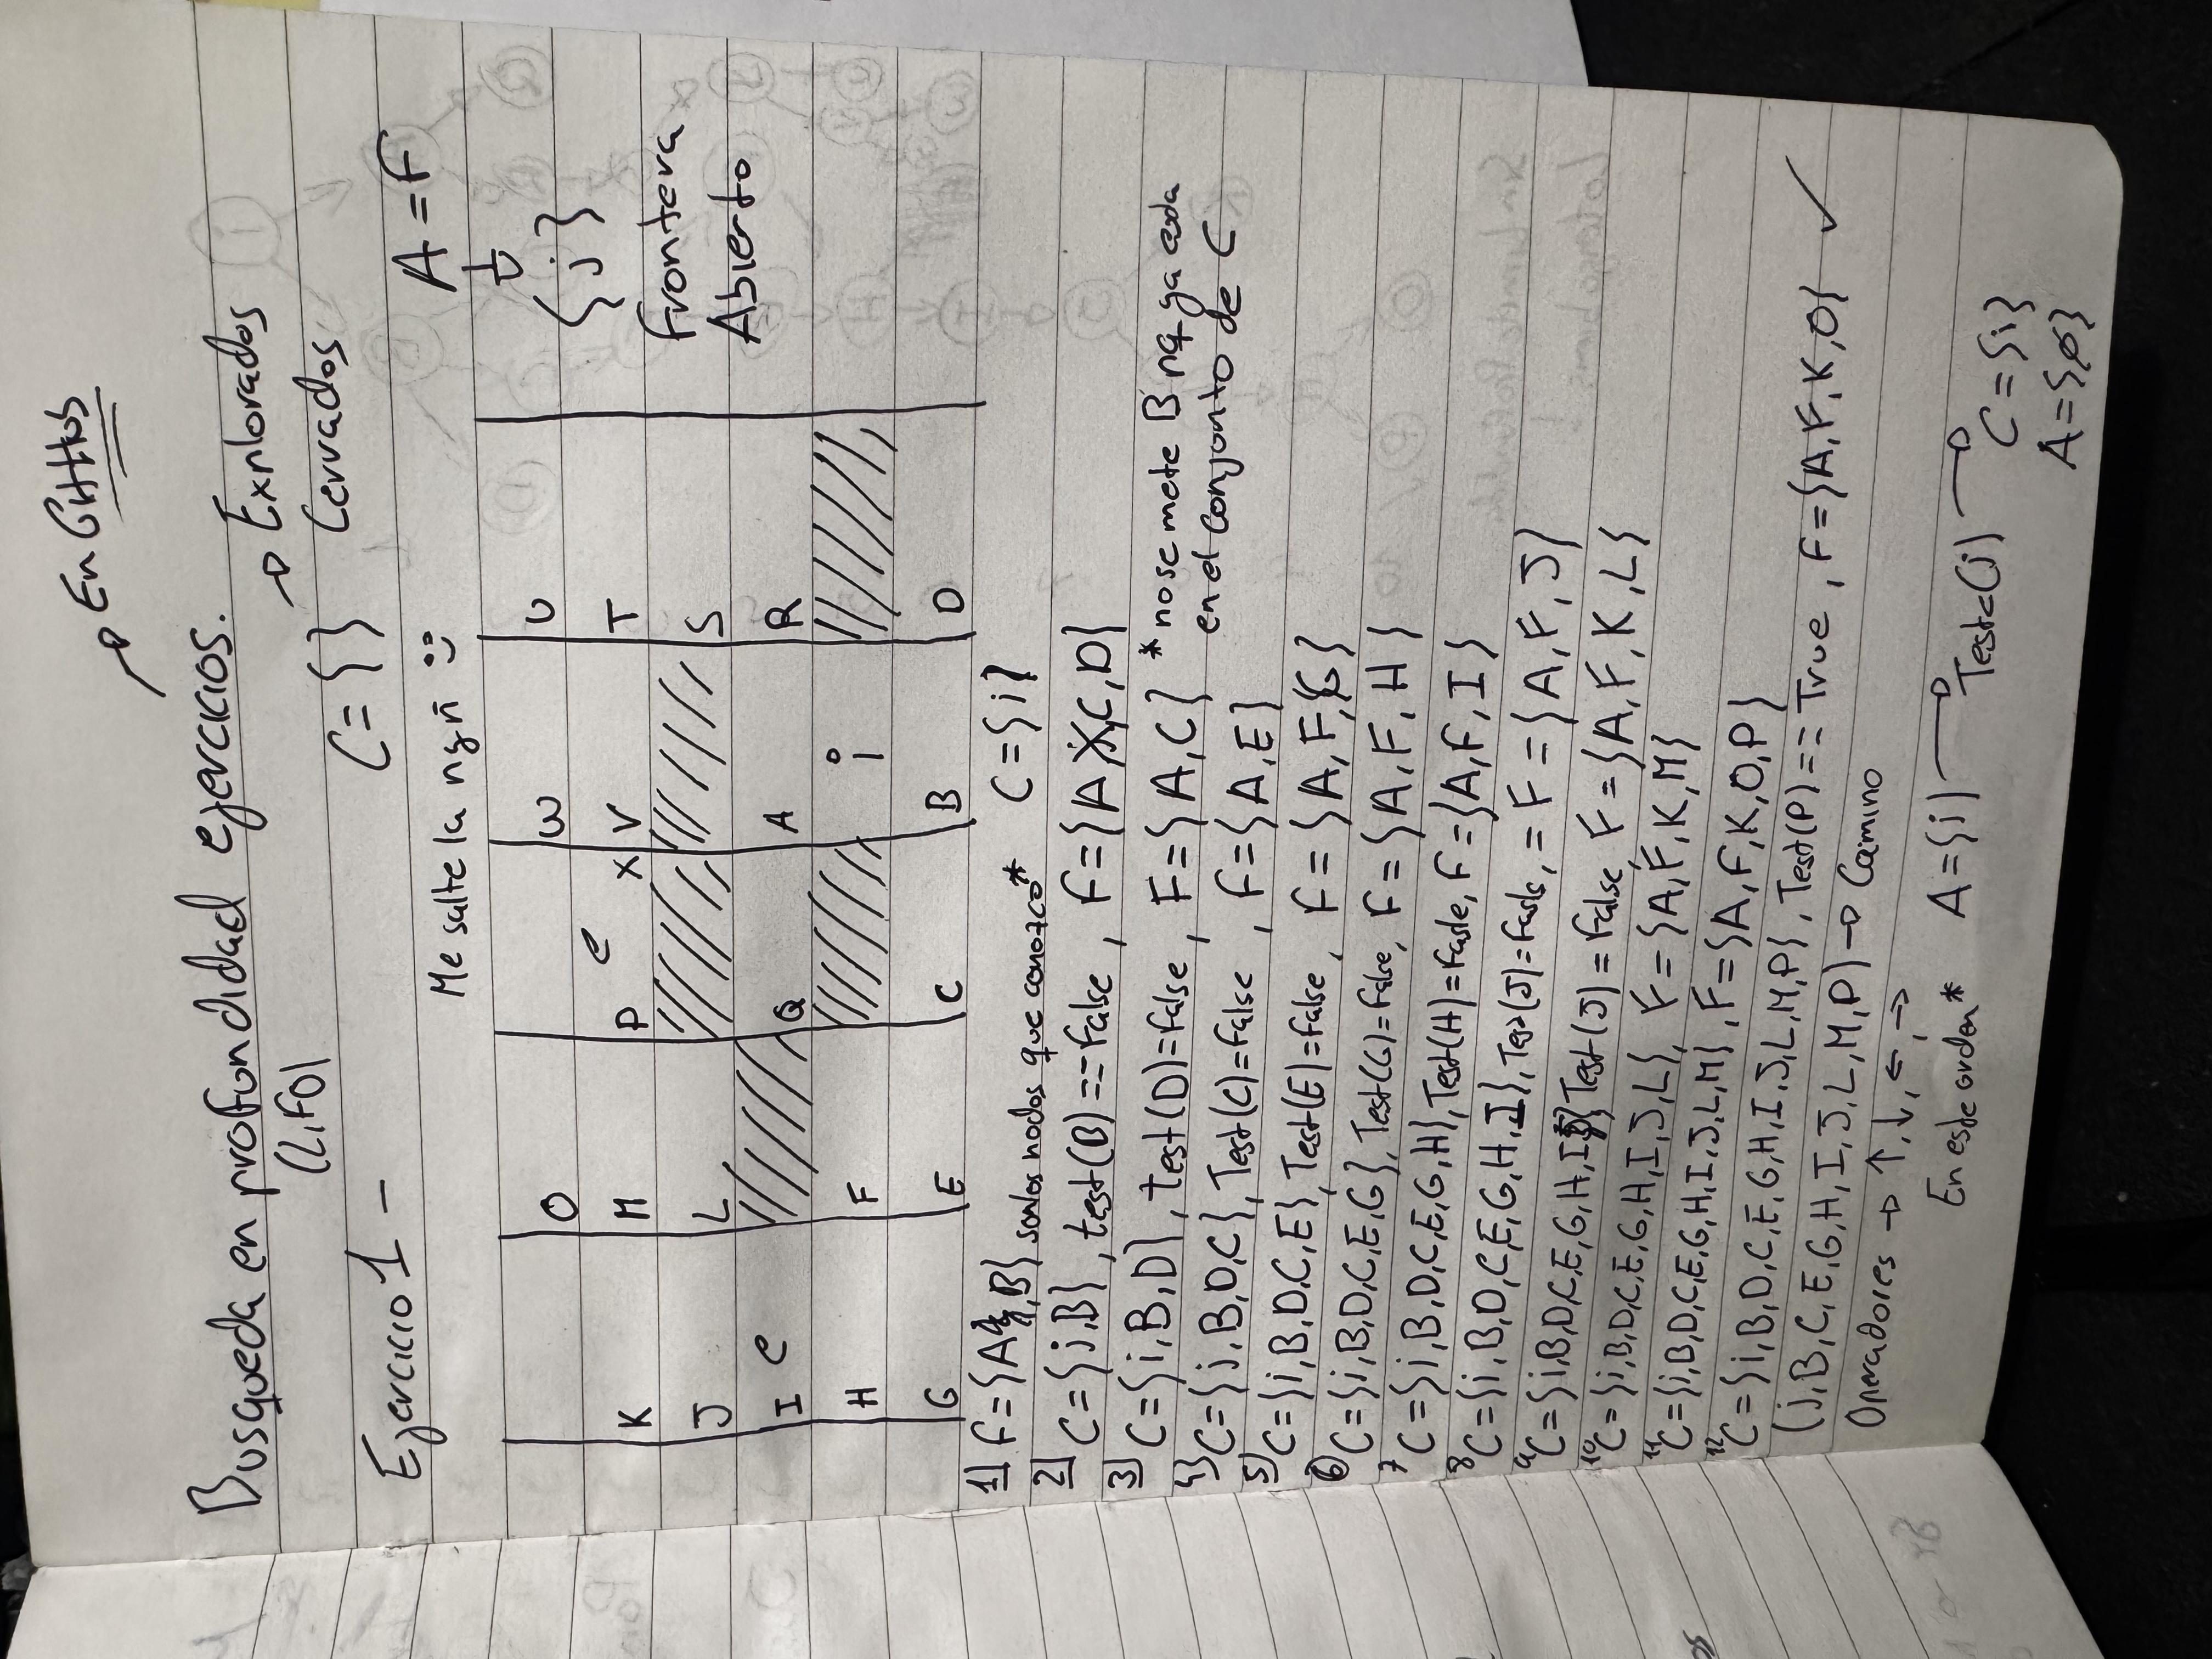 En GitHub
Busqueda en profundidad ejercicios.
(LIFO)
C={ } → Explorados
Cerrados
Ejercicio 1 -
A = F
Me salte la n y ñ
↓
{i}
Frontera
Abierto
O W U
K M P e X V T
J L S
I e Q A R
H F i
G E C B D
1) F={A,B} son los nodos que conozco* C={i}
2) C={i,B}, test(B)==False, F={A,C,D}
3) C={i,B,D}, test(D)=False, F={A,C} *no se mete B pq ya esta
en el conjunto de C
4) C={i,B,D,C}, Test(C)=False, F={A,E}
5) C={i,B,D,C,E}, Test(E)=False, F={A,F,G}
6) C={i,B,D,C,E,G}, Test(G)=False, F={A,F,H}
7 C={i,B,D,C,E,G,H}, Test(H)=Fasle, F={A,F,I}
8 C={i,B,D,C,E,G,H,I}, Test(J)=Fasls, = F={A,F,J}
9 C={i,B,D,C,E,G,H,I,J} Test(J)=False, F={A,F,K,L}
10 C={i,B,D,C,E,G,H,I,J,L}, F={A,F,K,M}
11 C={i,B,D,C,E,G,H,I,J,L,M}, F={A,F,K,O,P}
12 C={i,B,D,C,E,G,H,I,J,L,M,P}, Test(P)==True, F={A,F,K,O} ✓
(i,B,C,E,G,H,I,J,L,M,P) → Camino
Operadores → ↑,↓,←,→
En este orden* A={i} → Teste(i) → C={i}
A={ø}